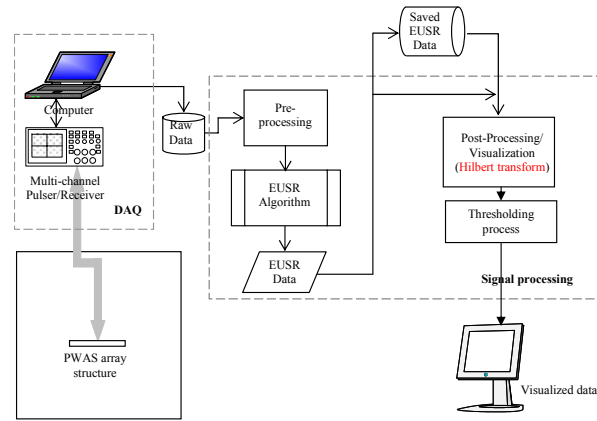 Saved
EUSR
Data
Computer
Raw
Data
Pre-
processing
Post-Processing/
Visualization
(Hilbert transform)
Multi-channel
Pulser/Receiver
DAQ
EUSR
Algorithm
Thresholding
process
EUSR
Data
Signal processing
PWAS array
structure
Visualized data